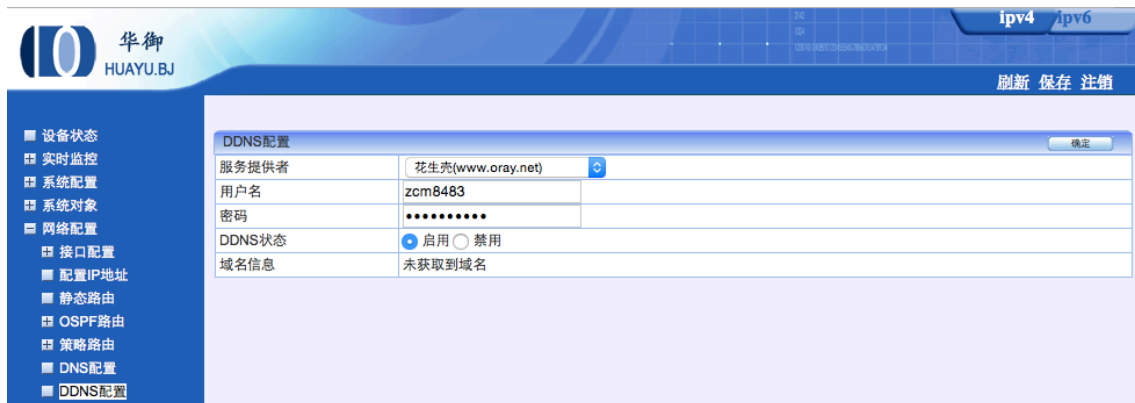 华御
HUAYU.BJ
ipv4 ipv6
刷新 保存 注销
设备状态
实时监控
系统配置
系统对象
网络配置
接口配置
配置IP地址
静态路由
OSPF路由
策略路由
DNS配置
DDNS配置
DDNS配置 确定
服务提供者 花生壳(www.oray.net)
用户名 zcm8483
密码 ••••••••••
DDNS状态 启用 禁用
域名信息 未获取到域名